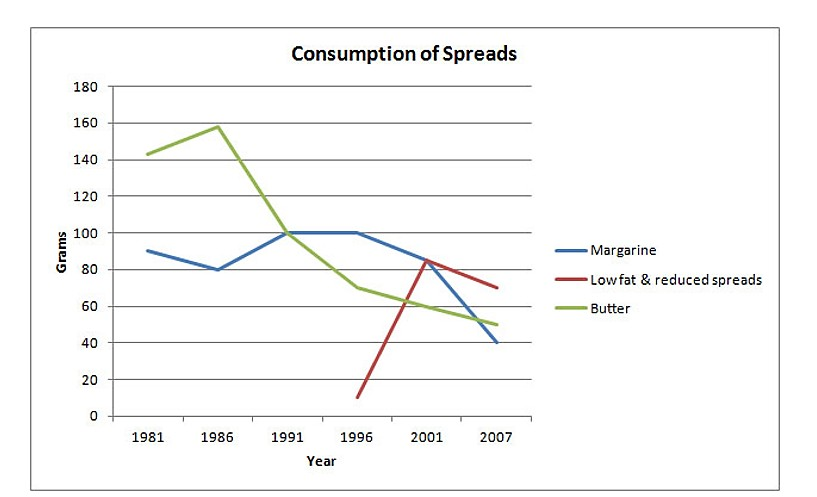 Consumption of Spreads
180
160
140
120
100
80
60
40
20
0
Grams
1981 1986 1991 1996 2001 2007
Year
Margarine
Low fat & reduced spreads
Butter